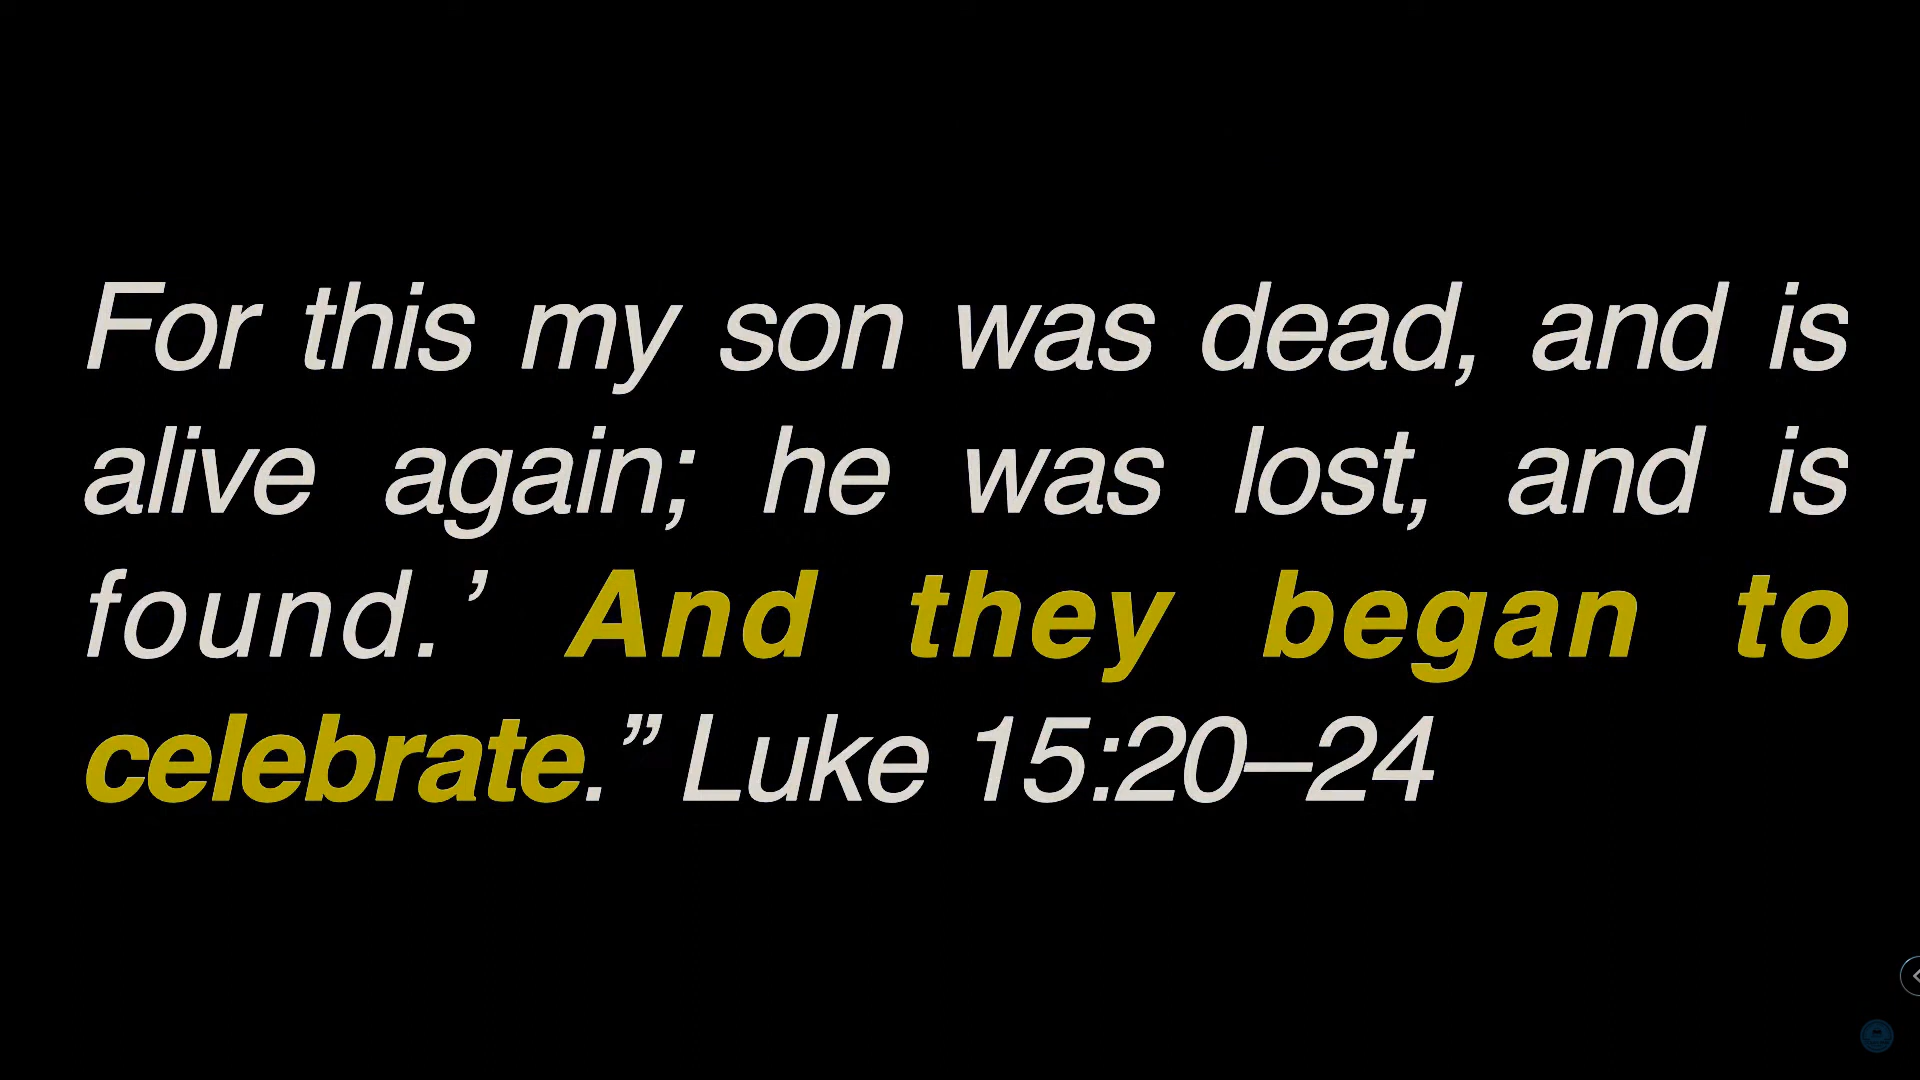 For this my son was dead, and is
alive again; he was lost, and is
found.’ And they began to
celebrate.” Luke 15:20–24